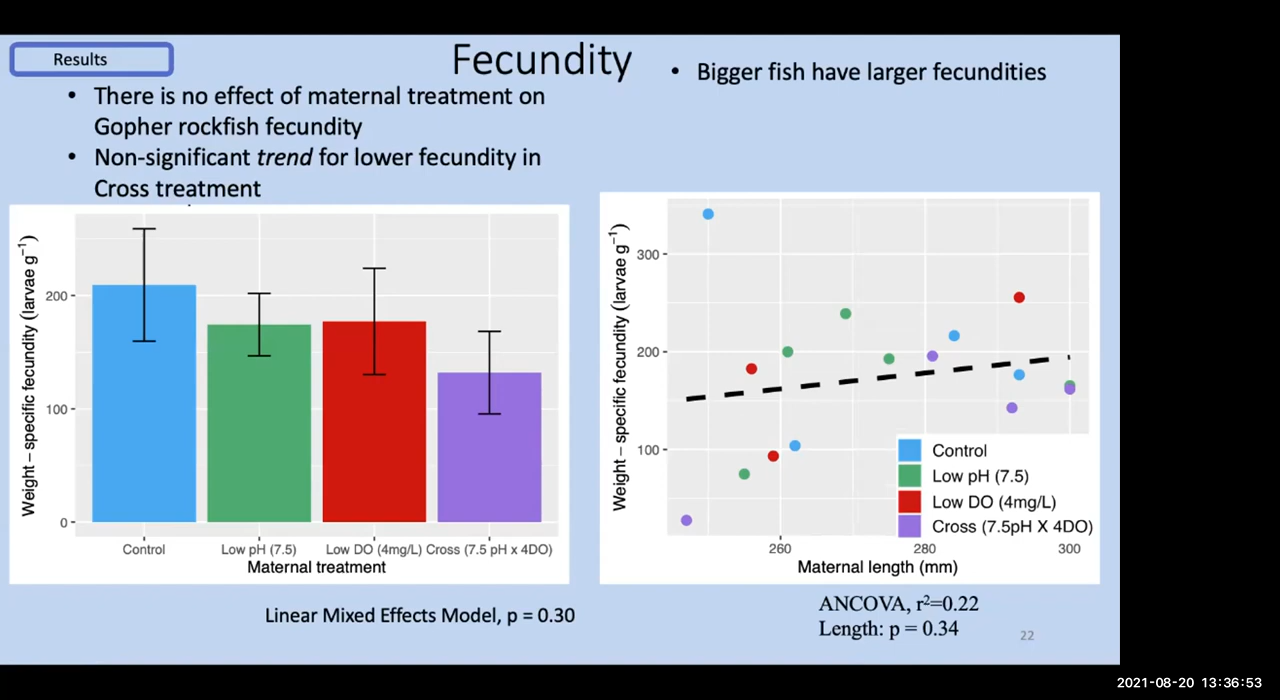 Results
Fecundity
• There is no effect of maternal treatment on
Gopher rockfish fecundity
• Non-significant trend for lower fecundity in
Cross treatment
• Bigger fish have larger fecundities
Weight – specific fecundity (larvae g⁻¹)
200
100
0
Control
Low pH (7.5)
Low DO (4mg/L)
Cross (7.5 pH x 4DO)
Maternal treatment
Linear Mixed Effects Model, p = 0.30
Weight – specific fecundity (larvae g⁻¹)
300
200
100
Control
Low pH (7.5)
Low DO (4mg/L)
Cross (7.5pH X 4DO)
260
280
300
Maternal length (mm)
ANCOVA, r²=0.22
Length: p = 0.34
22
2021-08-20 13:36:53